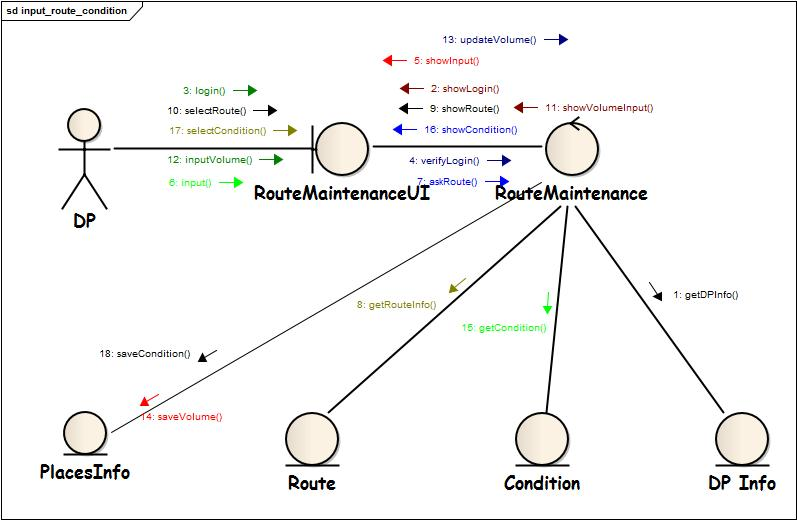 sd input_route_condition
13: updateVolume()
5: showInput()
3: login()
2: showLogin()
10: selectRoute()
9: showRoute()
11: showVolumeInput()
17: selectCondition()
16: showCondition()
12: inputVolume()
4: verifyLogin()
6: input()
7: askRoute()
RouteMaintenanceUI
RouteMaintenance
DP
1: getDPInfo()
8: getRouteInfo()
15: getCondition()
18: saveCondition()
14: saveVolume()
PlacesInfo
Route
Condition
DP Info